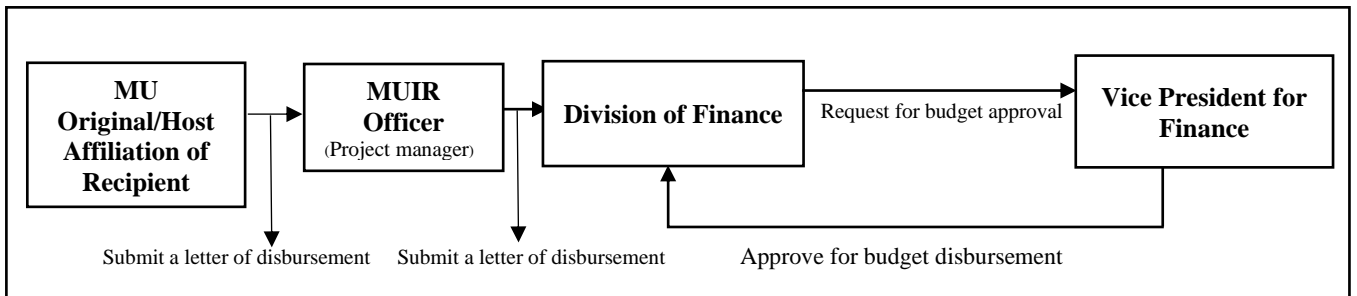 MU
Original/Host
Affiliation of
Recipient
MUIR
Officer
(Project manager)
Division of Finance
Request for budget approval
Vice President for
Finance
Submit a letter of disbursement
Submit a letter of disbursement
Approve for budget disbursement